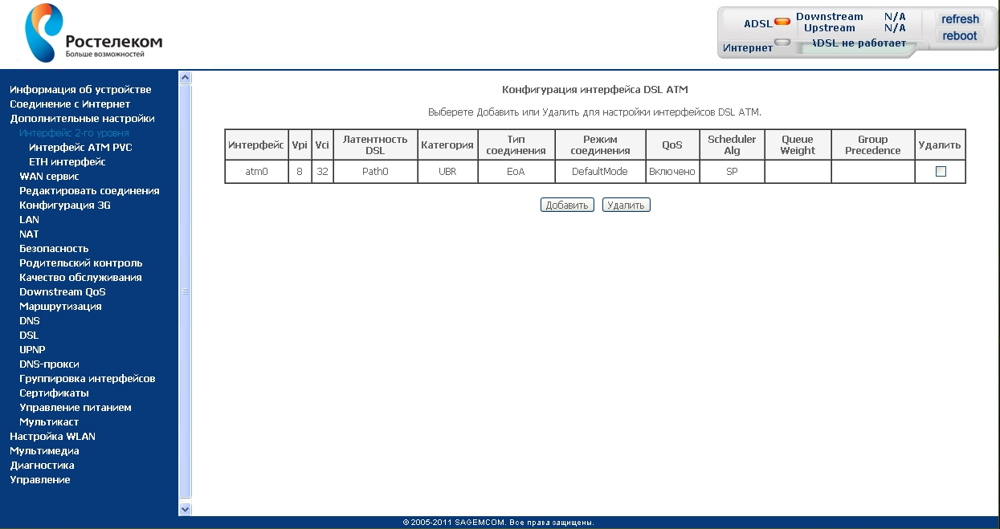 Ростелеком
Больше возможностей
ADSL
Downstream N/A
Upstream N/A
Интернет
ADSL не работает
refresh
reboot
Информация об устройстве
Соединение с Интернет
Дополнительные настройки
Интерфейс 2-го уровня
Интерфейс ATM PVC
ETH интерфейс
WAN сервис
Редактировать соединения
Конфигурация 3G
LAN
NAT
Безопасность
Родительский контроль
Качество обслуживания
Downstream QoS
Маршрутизация
DNS
DSL
UPNP
DNS-прокси
Группировка интерфейсов
Сертификаты
Управление питанием
Мультикаст
Настройка WLAN
Мультимедиа
Диагностика
Управление
Конфигурация интерфейса DSL ATM
Выберете Добавить или Удалить для настройки интерфейсов DSL ATM.
Интерфейс Vpi Vci Латентность DSL Категория Тип соединения Режим соединения QoS Scheduler Alg Queue Weight Group Precedence Удалить
atm0 8 32 Path0 UBR EoA DefaultMode Включено SP
Добавить Удалить
© 2005-2011 SAGEMCOM. Все права защищены.